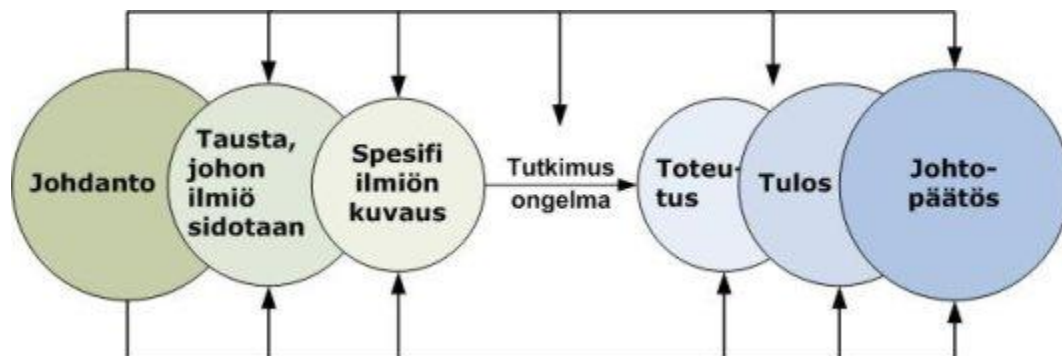 Johdanto
Tausta,
johon
ilmiö
sidotaan
Spesifi
ilmiön
kuvaus
Tutkimus
ongelma
Toteu-
tus
Tulos
Johto-
päätös